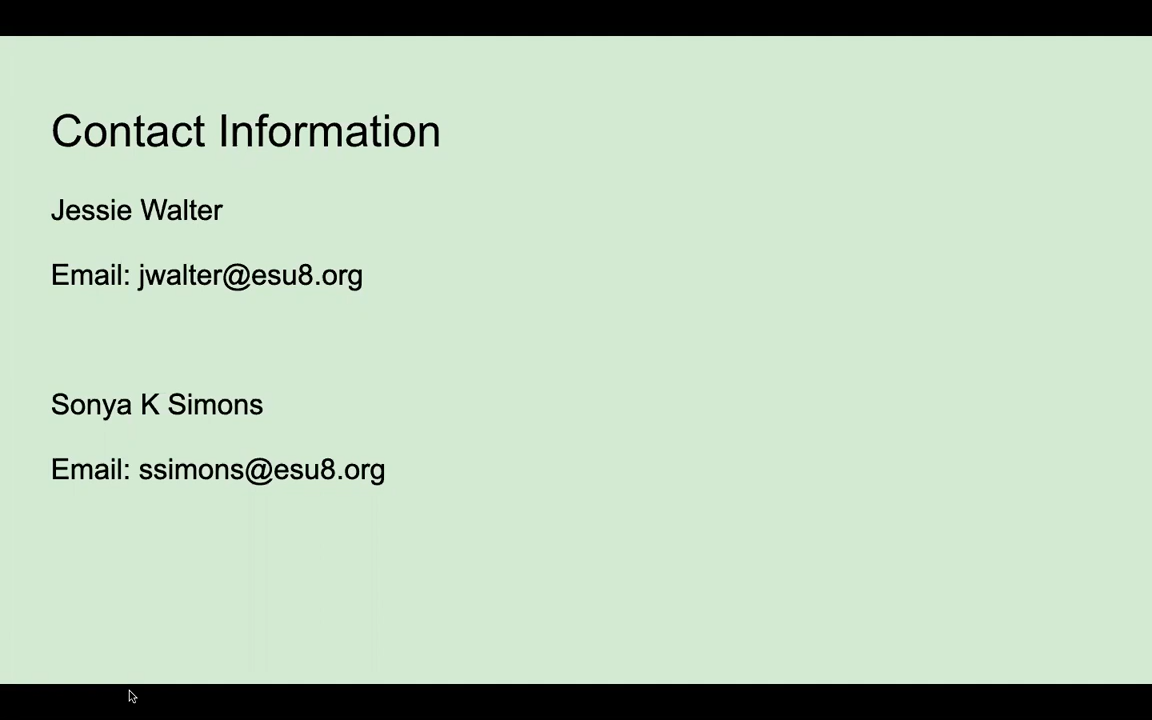 Contact Information
Jessie Walter
Email: jwalter@esu8.org
Sonya K Simons
Email: ssimons@esu8.org